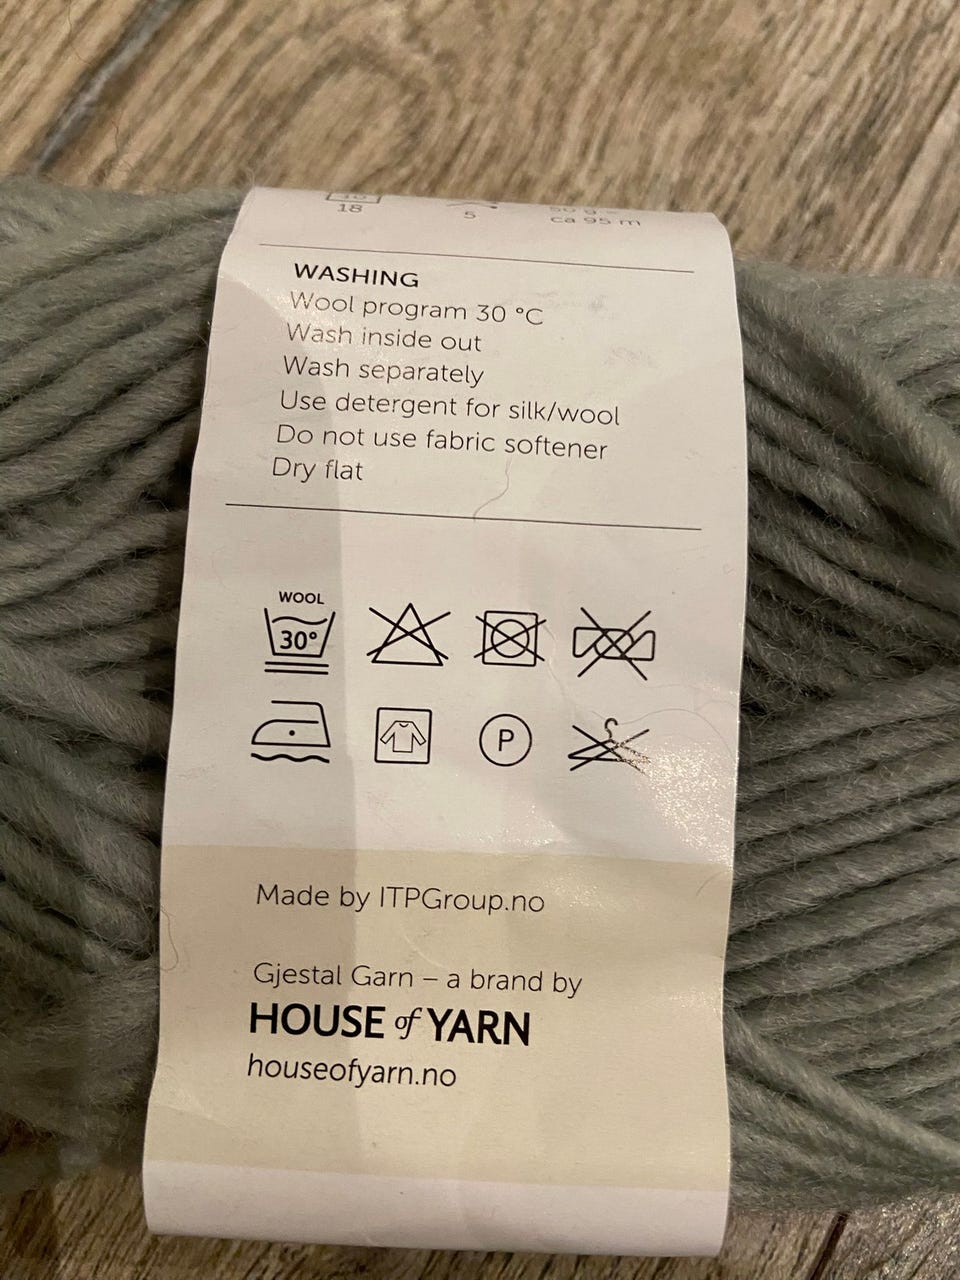 18
5
50 g =
ca 95 m
WASHING
Wool program 30 °C
Wash inside out
Wash separately
Use detergent for silk/wool
Do not use fabric softener
Dry flat
WOOL
30°
P
Made by ITPGroup.no
Gjestal Garn – a brand by
HOUSE of YARN
houseofyarn.no